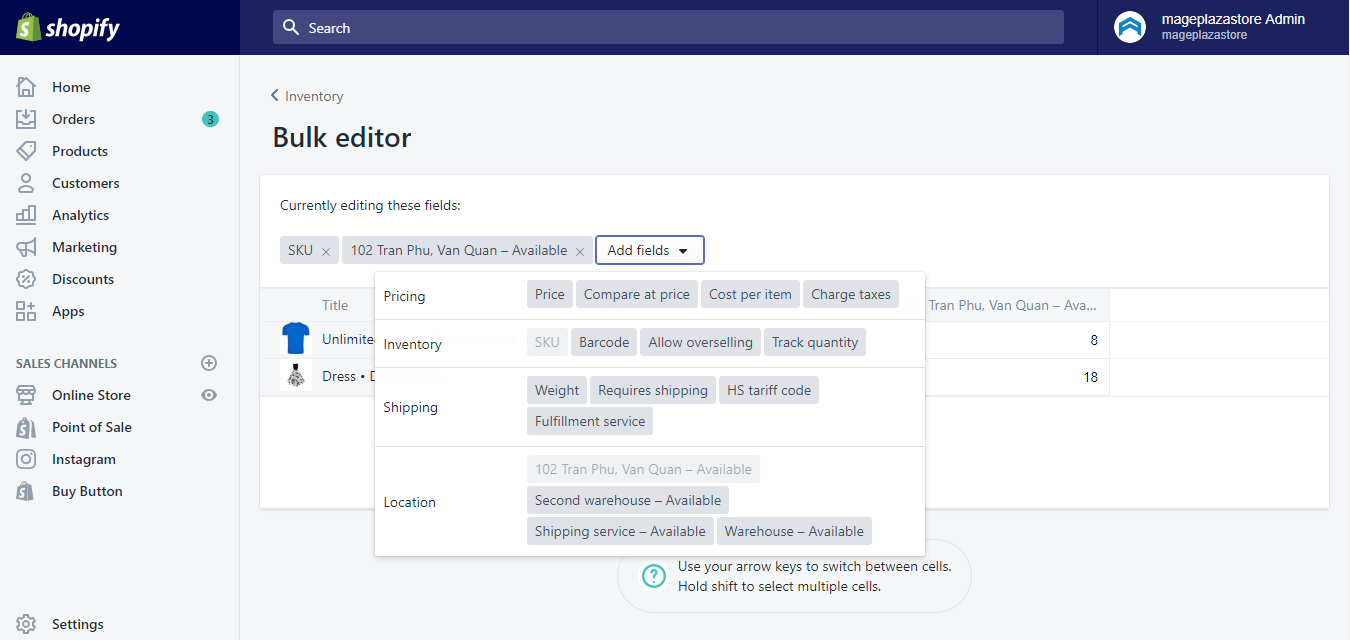 shopify
Search
mageplazastore Admin
mageplazastore
Home
Orders 3
Products
Customers
Analytics
Marketing
Discounts
Apps
SALES CHANNELS
Online Store
Point of Sale
Instagram
Buy Button
Settings
Inventory
Bulk editor
Currently editing these fields:
SKU × 102 Tran Phu, Van Quan – Available × Add fields
Title Tran Phu, Van Quan – Ava...
8
Dress •
18
Pricing Price Compare at price Cost per item Charge taxes
Inventory SKU Barcode Allow overselling Track quantity
Shipping Weight Requires shipping HS tariff code
Fulfillment service
Location 102 Tran Phu, Van Quan – Available
Second warehouse – Available
Shipping service – Available Warehouse – Available
? Use your arrow keys to switch between cells.
Hold shift to select multiple cells.